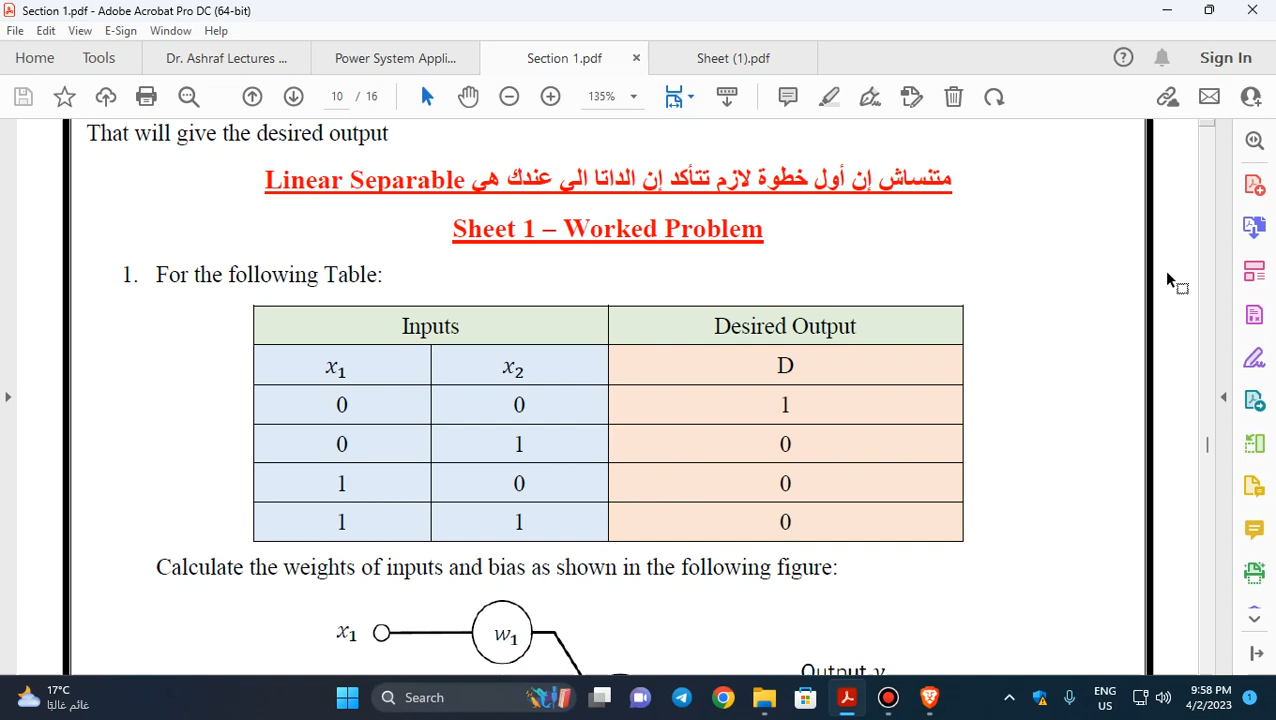 Section 1.pdf - Adobe Acrobat Pro DC (64-bit)
File Edit View E-Sign Window Help
Home Tools Dr. Ashraf Lectures ... Power System Appli... Section 1.pdf Sheet (1).pdf Sign In
10 / 16 135%
That will give the desired output
متنساش إن أول خطوة لازم تتأكد إن الداتا الي عندك هي Linear Separable
Sheet 1 – Worked Problem
1. For the following Table:
Inputs Desired Output
x₁ x₂ D
0 0 1
0 1 0
1 0 0
1 1 0
Calculate the weights of inputs and bias as shown in the following figure:
x₁ w₁
Output y
17°C
غائم غالبًا
Search
ENG
US
9:58 PM
4/2/2023
1